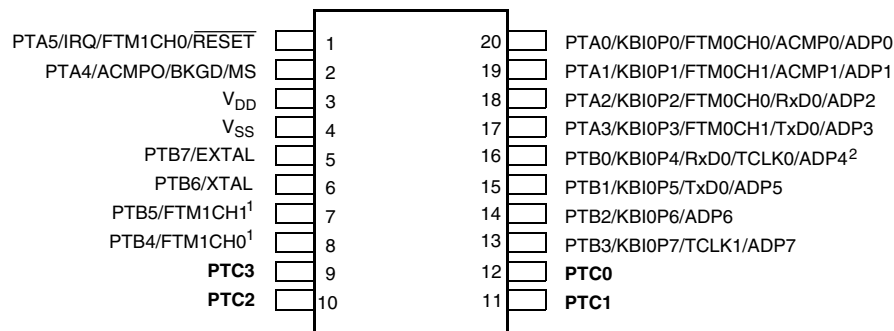 PTA5/IRQ/FTM1CH0/RESET 1 20 PTA0/KBI0P0/FTM0CH0/ACMP0/ADP0
PTA4/ACMPO/BKGD/MS 2 19 PTA1/KBI0P1/FTM0CH1/ACMP1/ADP1
VDD 3 18 PTA2/KBI0P2/FTM0CH0/RxD0/ADP2
VSS 4 17 PTA3/KBI0P3/FTM0CH1/TxD0/ADP3
PTB7/EXTAL 5 16 PTB0/KBI0P4/RxD0/TCLK0/ADP4²
PTB6/XTAL 6 15 PTB1/KBI0P5/TxD0/ADP5
PTB5/FTM1CH1¹ 7 14 PTB2/KBI0P6/ADP6
PTB4/FTM1CH0¹ 8 13 PTB3/KBI0P7/TCLK1/ADP7
PTC3 9 12 PTC0
PTC2 10 11 PTC1